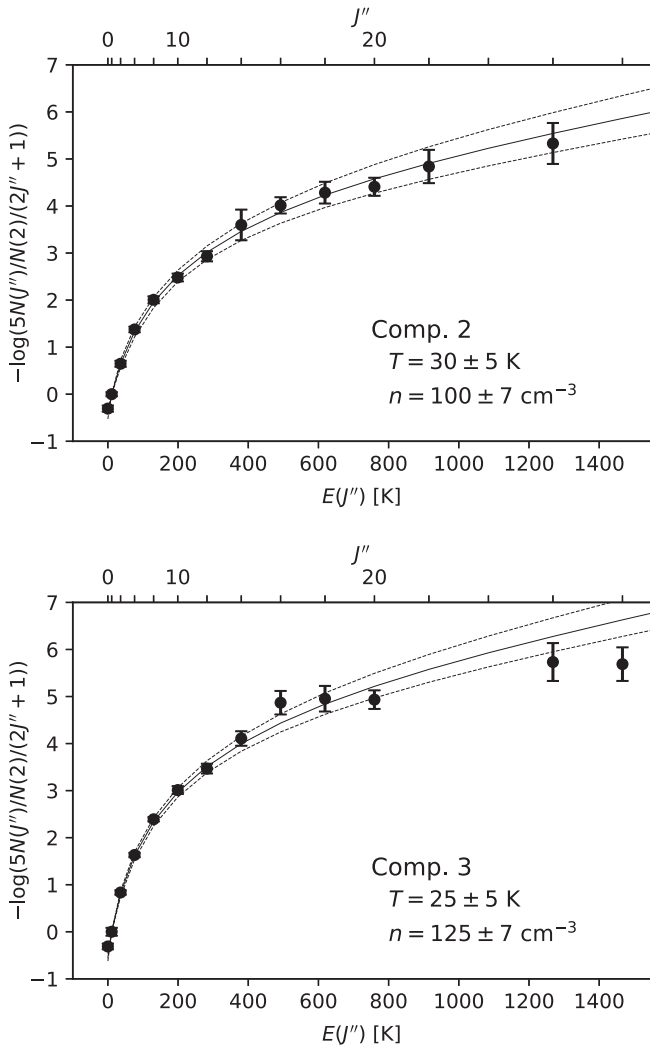 J′′
0 10 20
7
6
5
4
3
2
1
0
−1
−log(5N(J′′)/N(2)/(2J′′ + 1))
Comp. 2
T = 30 ± 5 K
n = 100 ± 7 cm⁻³
0 200 400 600 800 1000 1200 1400
E(J′′) [K]
J′′
0 10 20
7
6
5
4
3
2
1
0
−1
−log(5N(J′′)/N(2)/(2J′′ + 1))
Comp. 3
T = 25 ± 5 K
n = 125 ± 7 cm⁻³
0 200 400 600 800 1000 1200 1400
E(J′′) [K]